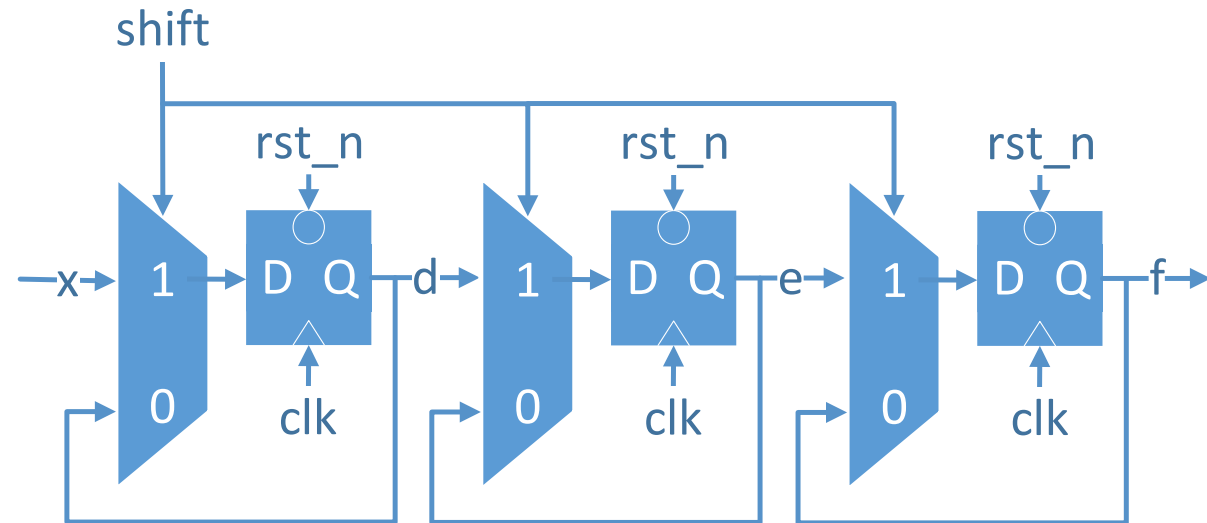 shift
rst_n rst_n rst_n
x 1 D Q d 1 D Q e 1 D Q f
0 clk 0 clk 0 clk